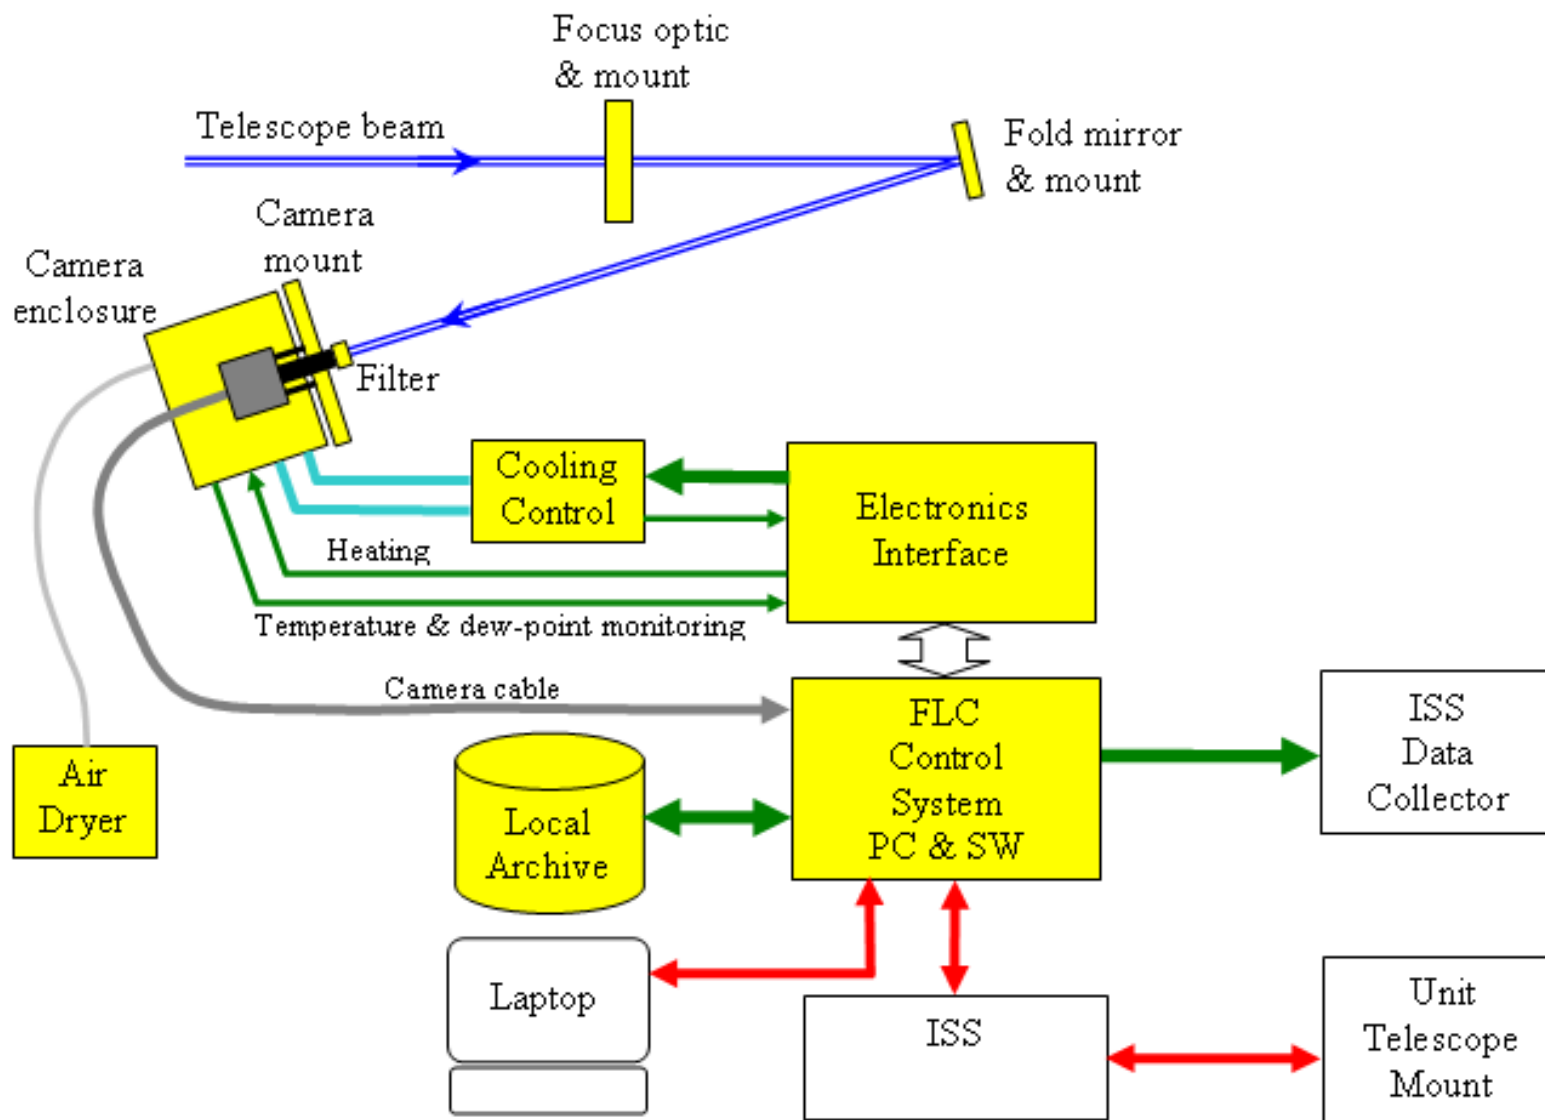 Focus optic
& mount
Telescope beam
Fold mirror
& mount
Camera
mount
Camera
enclosure
Filter
Cooling
Control
Electronics
Interface
Heating
Temperature & dew-point monitoring
Camera cable
FLC
Control
System
PC & SW
ISS
Data
Collector
Air
Dryer
Local
Archive
Laptop
ISS
Unit
Telescope
Mount